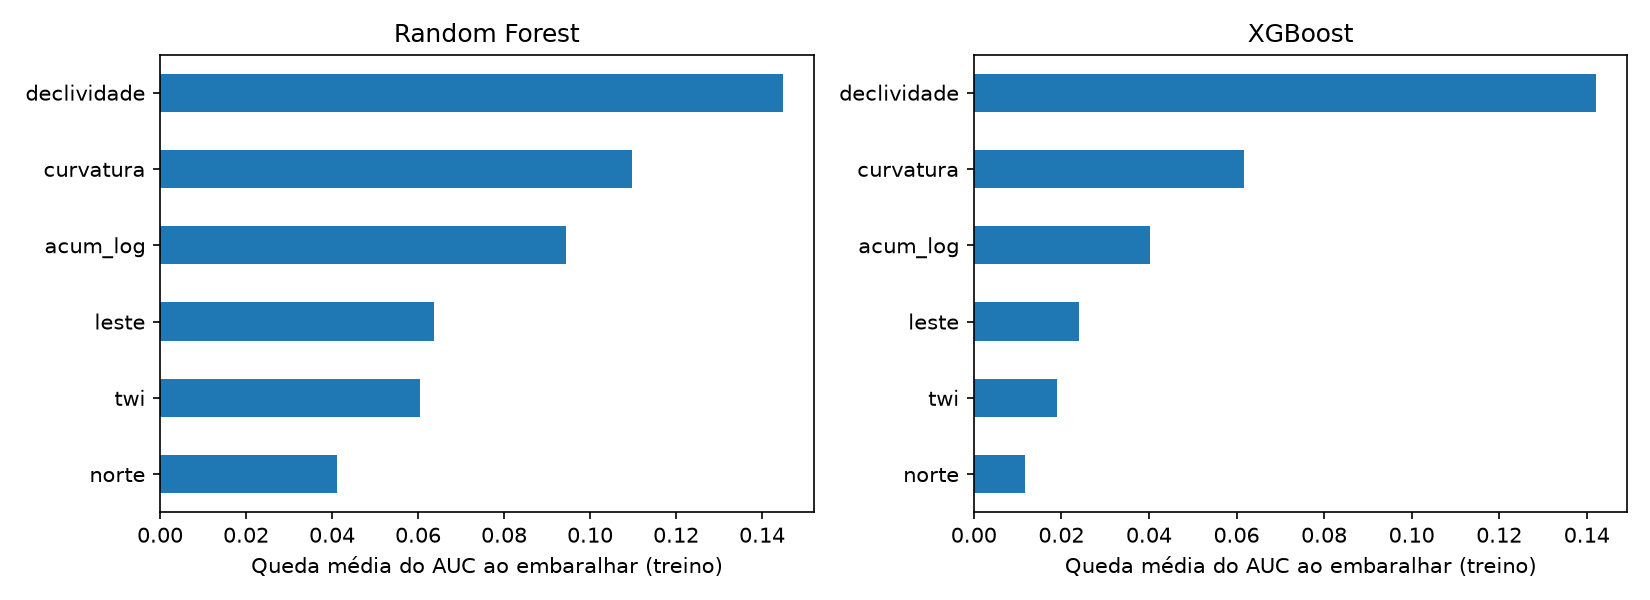 Random Forest
declividade
curvatura
acum_log
leste
twi
norte
0.00 0.02 0.04 0.06 0.08 0.10 0.12 0.14
Queda média do AUC ao embaralhar (treino)
XGBoost
declividade
curvatura
acum_log
leste
twi
norte
0.00 0.02 0.04 0.06 0.08 0.10 0.12 0.14
Queda média do AUC ao embaralhar (treino)